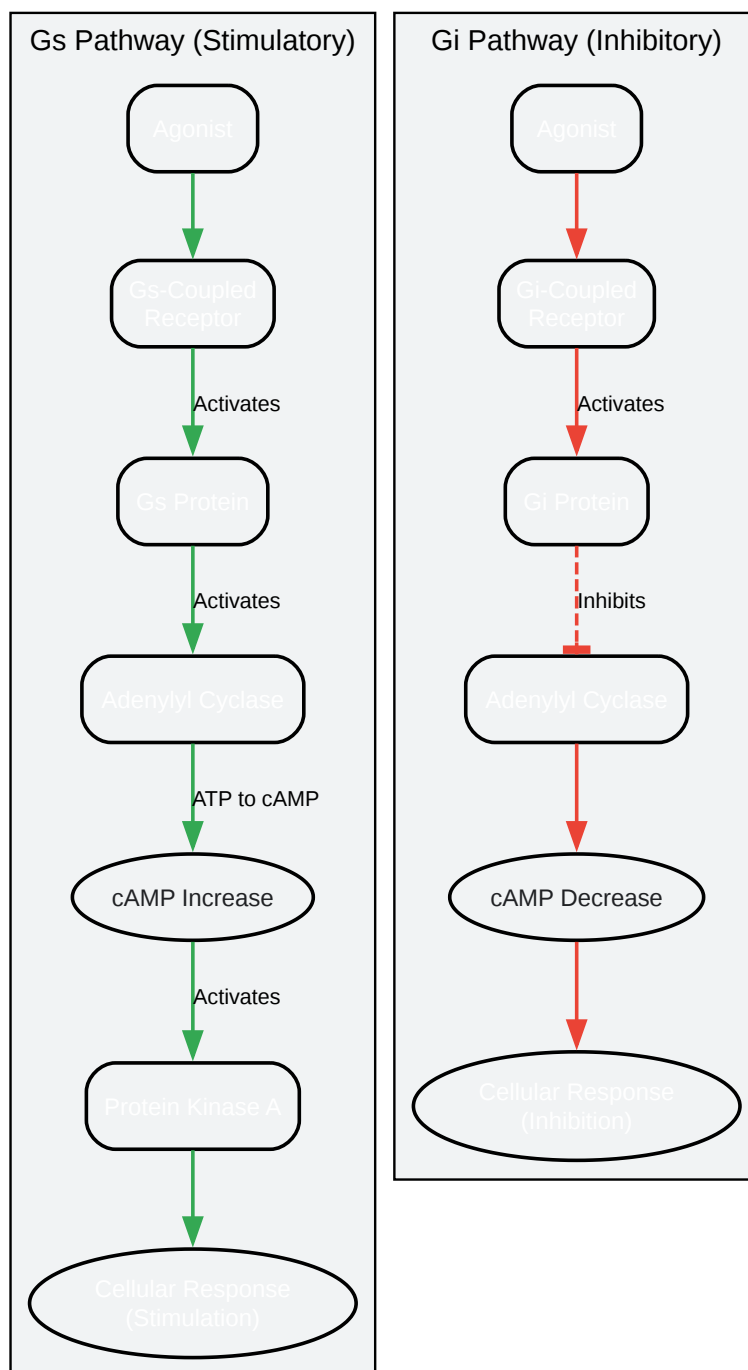 Gs Pathway (Stimulatory)
Agonist
Gs-Coupled
Receptor
Activates
Gs Protein
Activates
Adenylyl Cyclase
ATP to cAMP
cAMP Increase
Activates
Protein Kinase A
Cellular Response
(Stimulation)
Gi Pathway (Inhibitory)
Agonist
Gi-Coupled
Receptor
Activates
Gi Protein
Inhibits
Adenylyl Cyclase
cAMP Decrease
Cellular Response
(Inhibition)